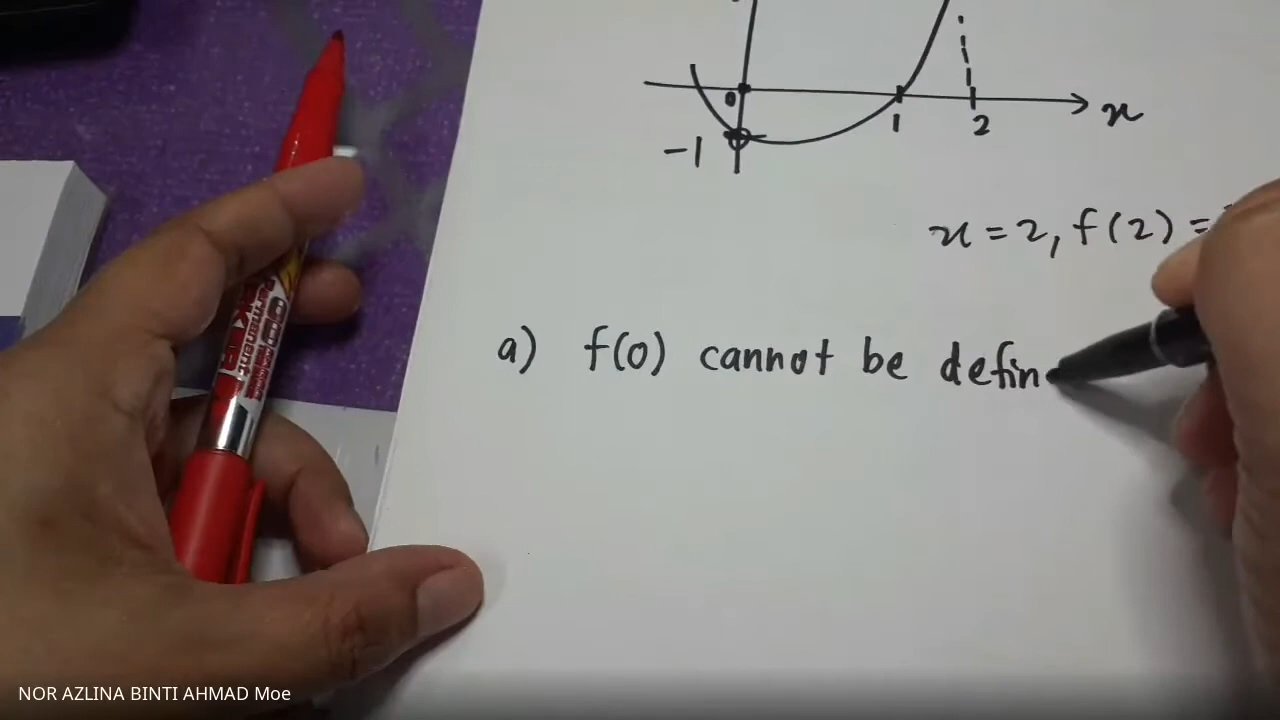 0
1
2
x
-1
x = 2, f(2) =
a) f(0) cannot be defin
NOR AZLINA BINTI AHMAD Moe